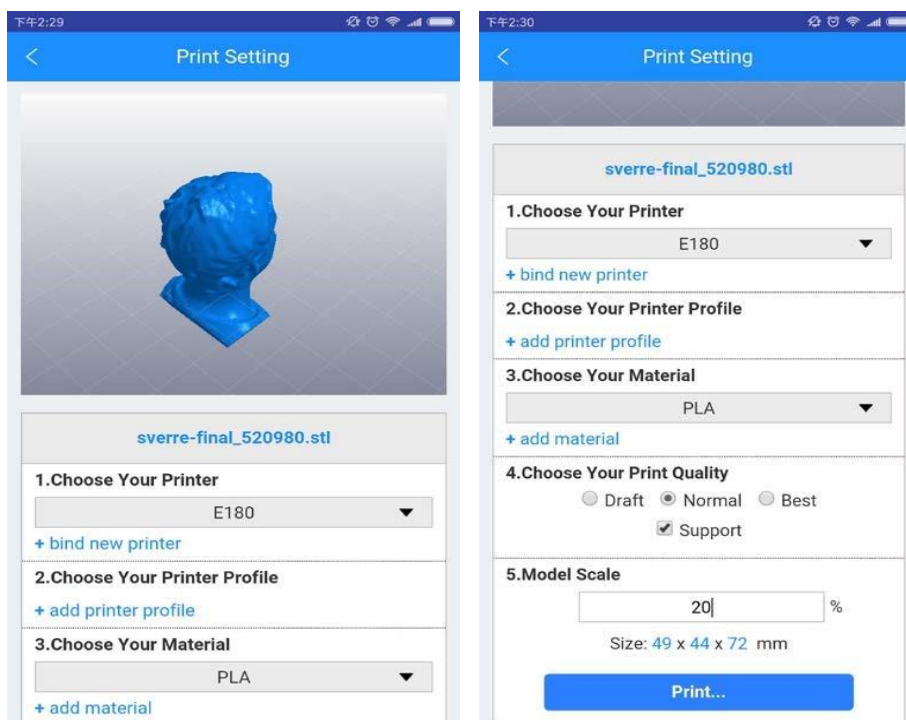 下午2:29
Print Setting
sverre-final_520980.stl
1.Choose Your Printer
E180
+ bind new printer
2.Choose Your Printer Profile
+ add printer profile
3.Choose Your Material
PLA
+ add material
下午2:30
Print Setting
sverre-final_520980.stl
1.Choose Your Printer
E180
+ bind new printer
2.Choose Your Printer Profile
+ add printer profile
3.Choose Your Material
PLA
+ add material
4.Choose Your Print Quality
Draft Normal Best
Support
5.Model Scale
20 %
Size: 49 x 44 x 72 mm
Print...